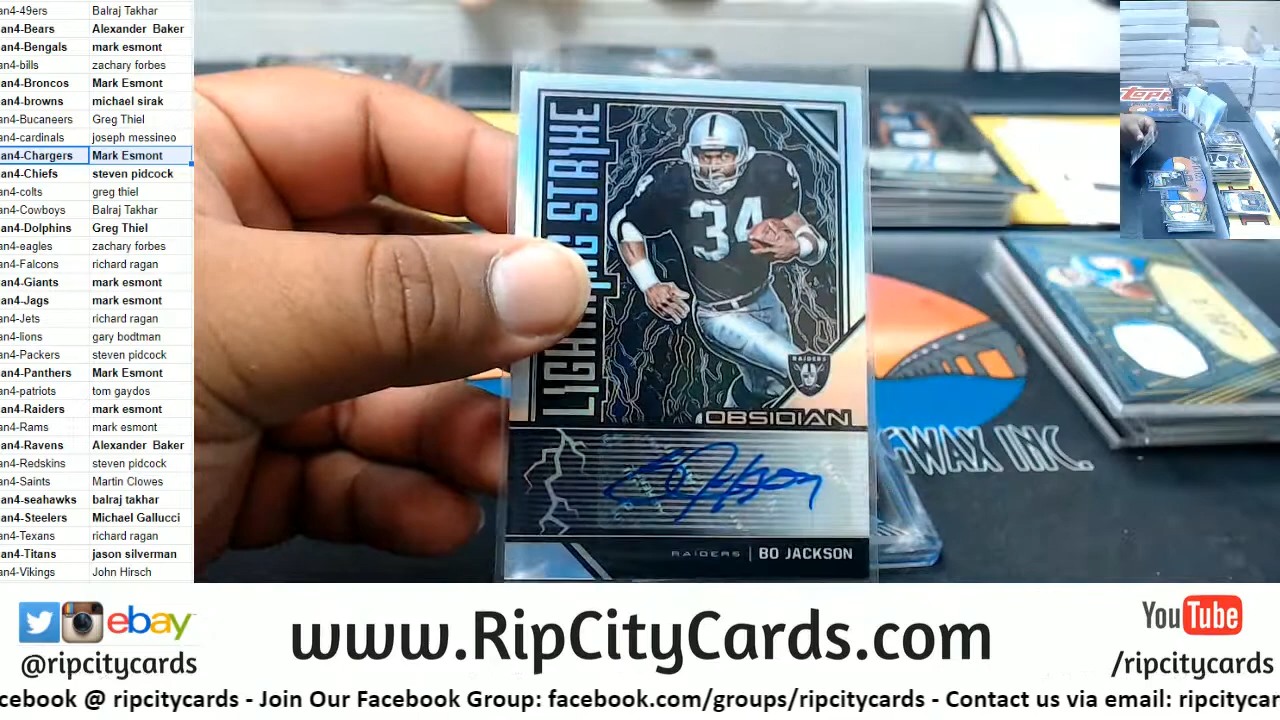 an4-49ers Balraj Takhar
an4-Bears Alexander Baker
an4-Bengals mark esmont
an4-bills zachary forbes
an4-Broncos Mark Esmont
an4-browns michael sirak
an4-Bucaneers Greg Thiel
an4-cardinals joseph messineo
an4-Chargers Mark Esmont
an4-Chiefs steven pidcock
an4-colts greg thiel
an4-Cowboys Balraj Takhar
an4-Dolphins Greg Thiel
an4-eagles zachary forbes
an4-Falcons richard ragan
an4-Giants mark esmont
an4-Jags mark esmont
an4-Jets richard ragan
an4-lions gary bodtman
an4-Packers steven pidcock
an4-Panthers Mark Esmont
an4-patriots tom gaydos
an4-Raiders mark esmont
an4-Rams mark esmont
an4-Ravens Alexander Baker
an4-Redskins steven pidcock
an4-Saints Martin Clowes
an4-seahawks balraj takhar
an4-Steelers Michael Gallucci
an4-Texans richard ragan
an4-Titans jason silverman
an4-Vikings John Hirsch
LIGHTNING STRIKE
34
34
RAIDERS
OBSIDIAN
Bo Jackson
RAIDERS | BO JACKSON
topps
GWAX INC.
ebay
@ripcitycards
www.RipCityCards.com
YouTube
/ripcitycards
cebook @ ripcitycards - Join Our Facebook Group: facebook.com/groups/ripcitycards - Contact us via email: ripcitycar